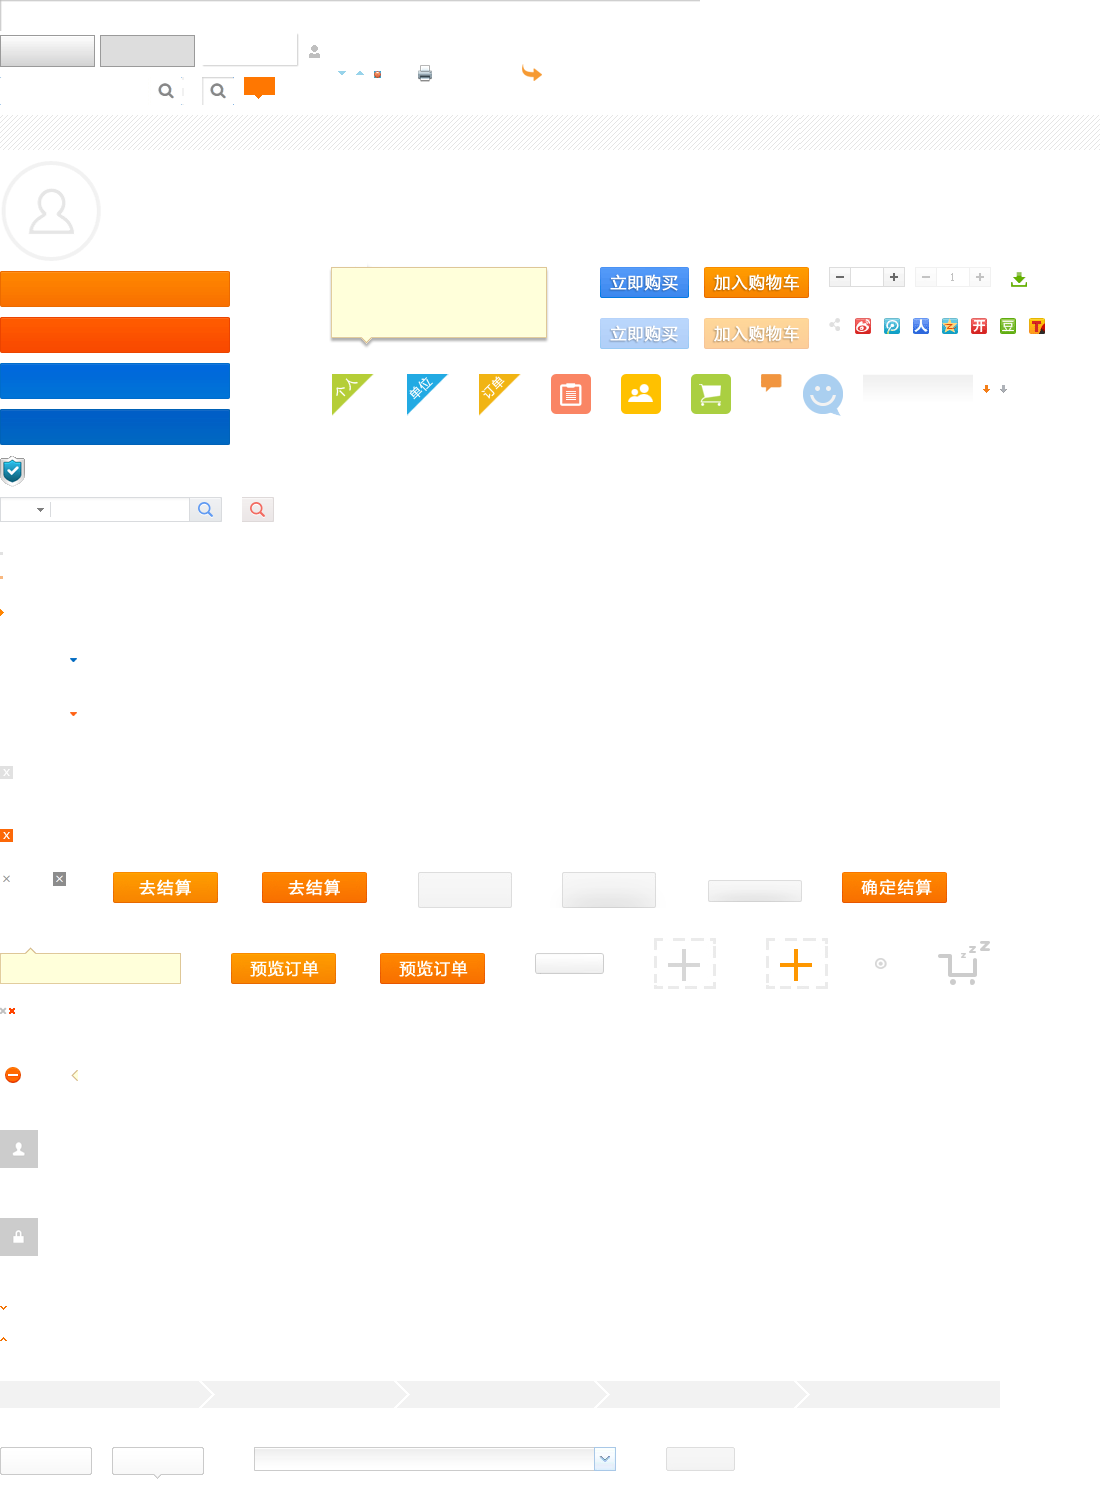 立即购买 加入购物车 1
立即购买 加入购物车 人 开 豆 T
个人 单位 订单
x
x
去结算 去结算 确定结算
预览订单 预览订单 z z z